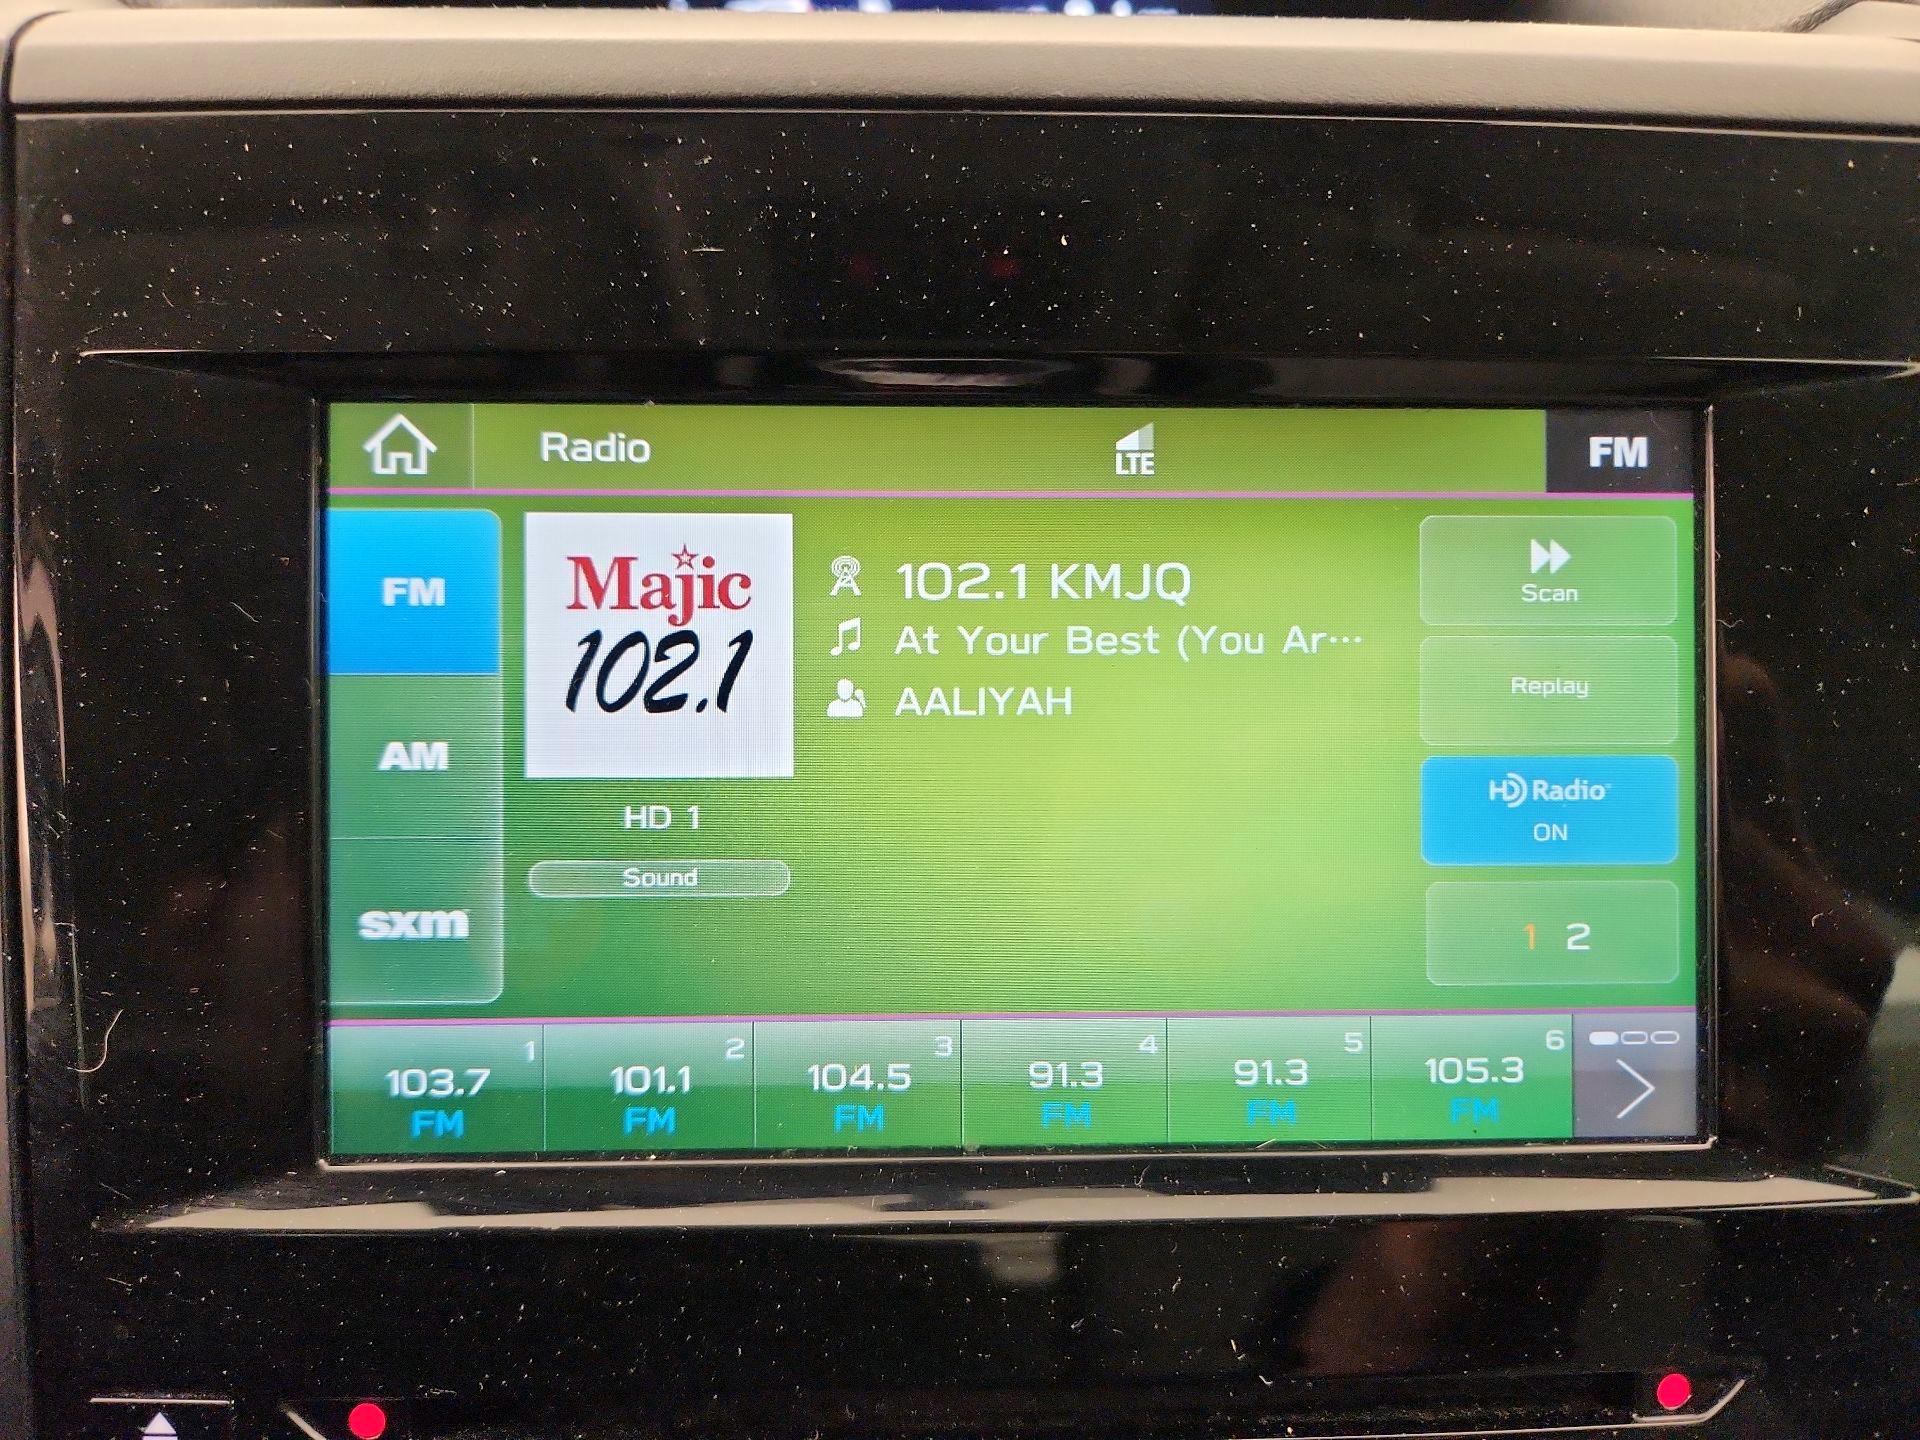 Radio
LTE
FM
FM
AM
sxm
Majic
102.1
HD 1
Sound
102.1 KMJQ
At Your Best (You Ar···
AALIYAH
Scan
Replay
HD Radio
ON
1 2
1
103.7
FM
2
101.1
FM
3
104.5
FM
4
91.3
FM
5
91.3
FM
6
105.3
FM